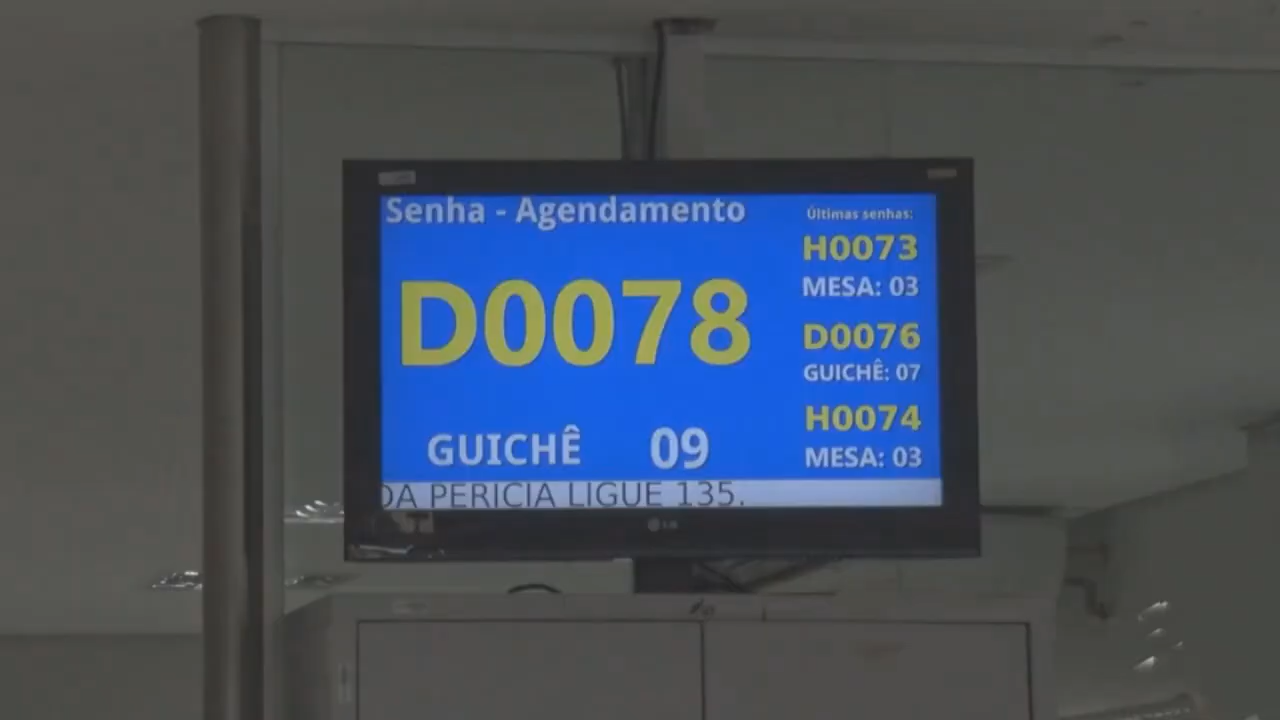 Senha - Agendamento
D0078
GUICHÊ 09
Últimas senhas:
H0073
MESA: 03
D0076
GUICHÊ: 07
H0074
MESA: 03
DA PERICIA LIGUE 135.
LG